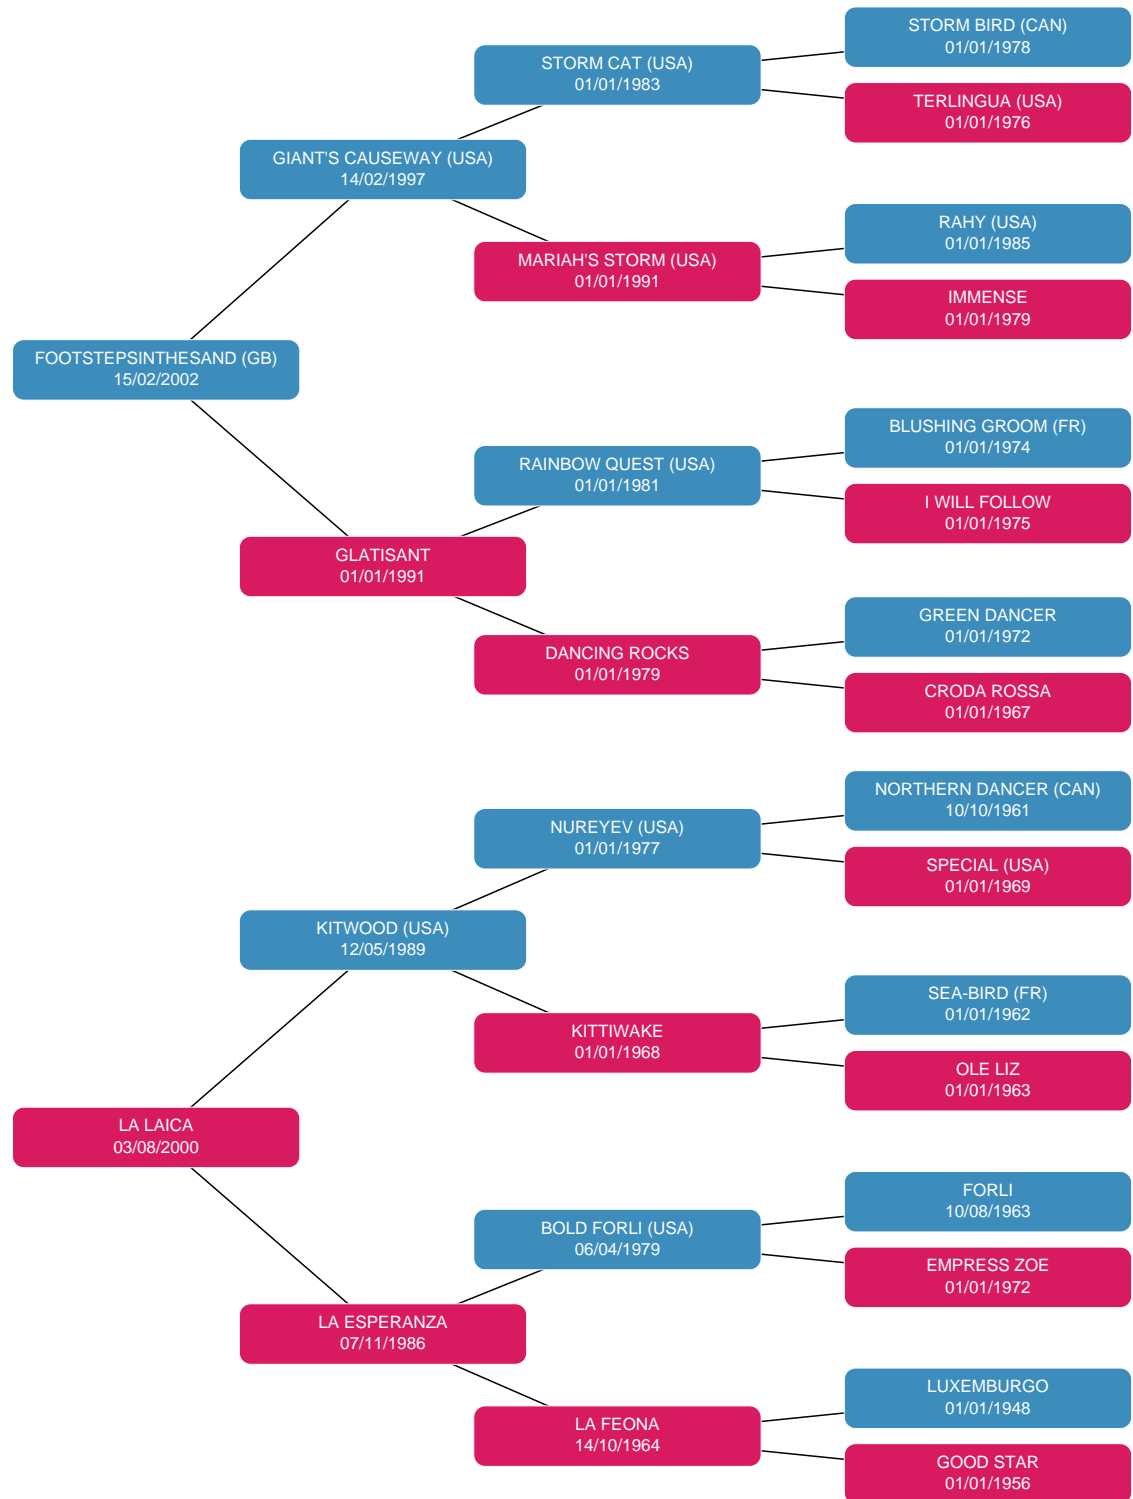 STORM BIRD (CAN)
01/01/1978
STORM CAT (USA)
01/01/1983
TERLINGUA (USA)
01/01/1976
GIANT'S CAUSEWAY (USA)
14/02/1997
RAHY (USA)
01/01/1985
MARIAH'S STORM (USA)
01/01/1991
IMMENSE
01/01/1979
FOOTSTEPSINTHESAND (GB)
15/02/2002
BLUSHING GROOM (FR)
01/01/1974
RAINBOW QUEST (USA)
01/01/1981
I WILL FOLLOW
01/01/1975
GLATISANT
01/01/1991
GREEN DANCER
01/01/1972
DANCING ROCKS
01/01/1979
CRODA ROSSA
01/01/1967
NORTHERN DANCER (CAN)
10/10/1961
NUREYEV (USA)
01/01/1977
SPECIAL (USA)
01/01/1969
KITWOOD (USA)
12/05/1989
SEA-BIRD (FR)
01/01/1962
KITTIWAKE
01/01/1968
OLE LIZ
01/01/1963
LA LAICA
03/08/2000
FORLI
10/08/1963
BOLD FORLI (USA)
06/04/1979
EMPRESS ZOE
01/01/1972
LA ESPERANZA
07/11/1986
LUXEMBURGO
01/01/1948
LA FEONA
14/10/1964
GOOD STAR
01/01/1956